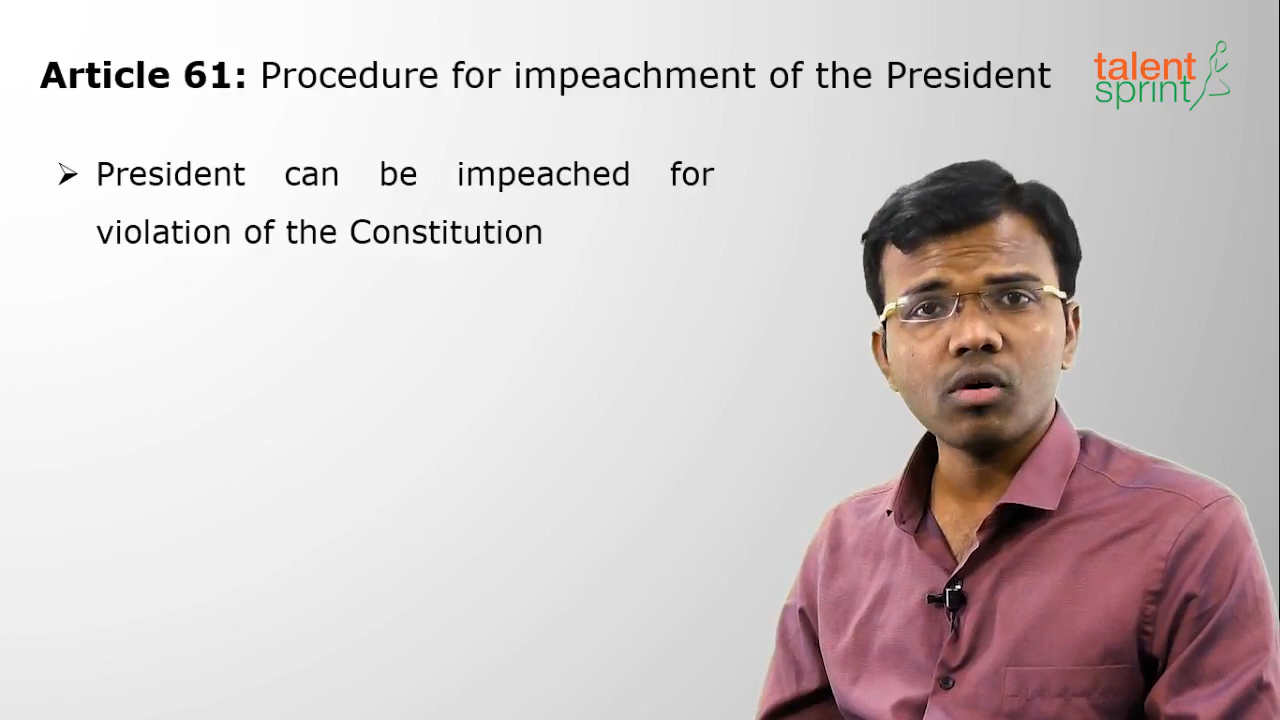 Article 61: Procedure for impeachment of the President
talent
sprint
➢ President can be impeached for
violation of the Constitution